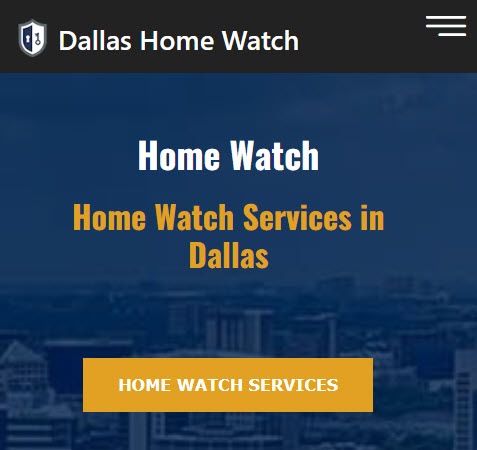 Dallas Home Watch
Home Watch
Home Watch Services in
Dallas
HOME WATCH SERVICES